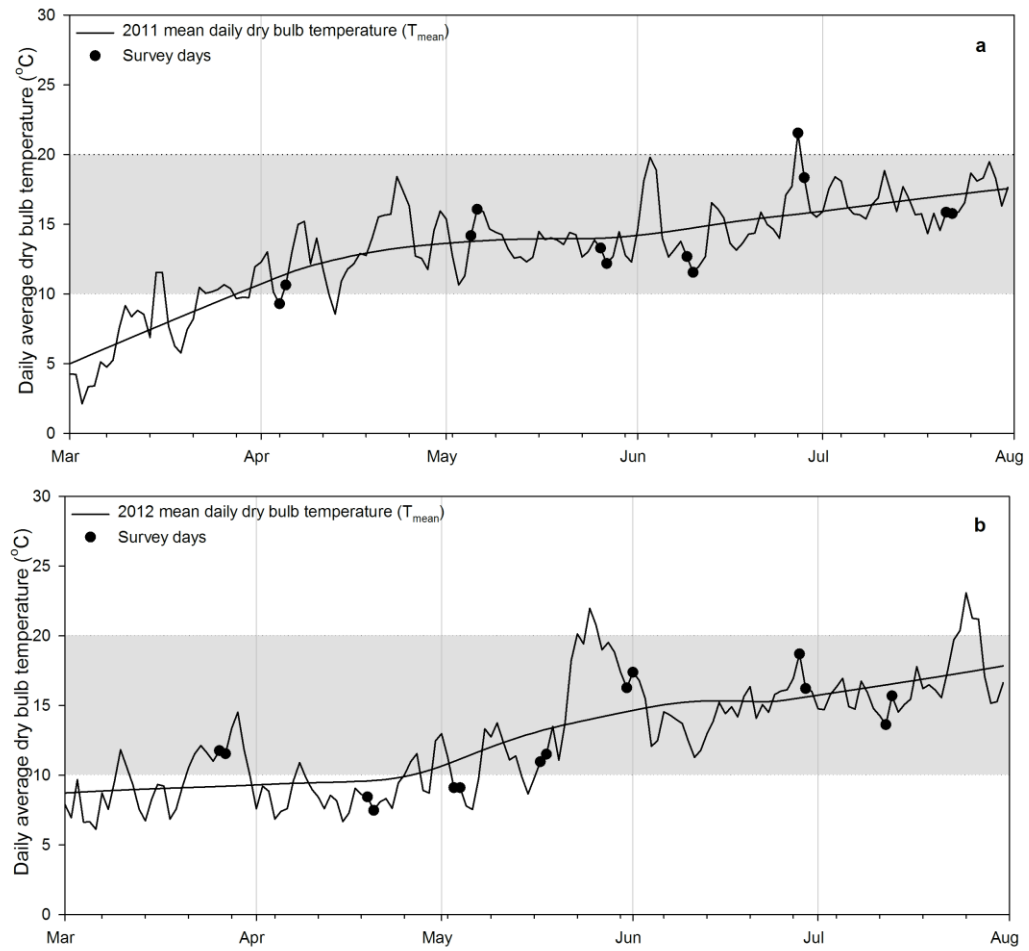 30
25
20
15
10
5
0
Daily average dry bulb temperature (°C)
2011 mean daily dry bulb temperature (Tmean)
Survey days
a
Mar Apr May Jun Jul Aug
30
25
20
15
10
5
0
Daily average dry bulb temperature (°C)
2012 mean daily dry bulb temperature (Tmean)
Survey days
b
Mar Apr May Jun Jul Aug